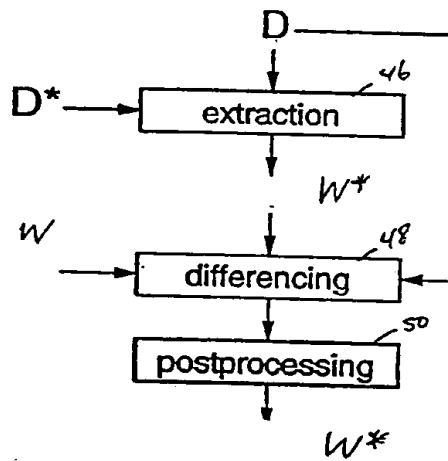 D
46
D*
extraction
W*
W
48
differencing
50
postprocessing
W*